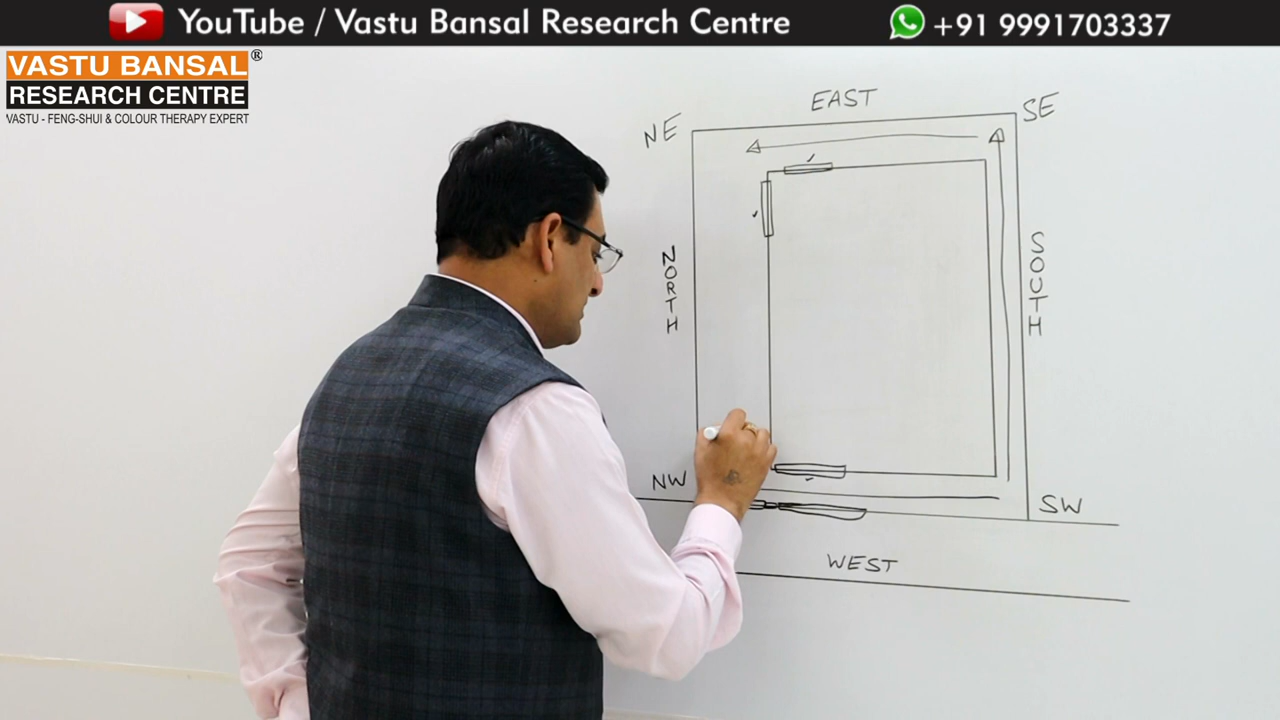 YouTube / Vastu Bansal Research Centre
+91 9991703337
VASTU BANSAL ®
RESEARCH CENTRE
VASTU - FENG-SHUI & COLOUR THERAPY EXPERT
EAST
NE
SE
NORTH
SOUTH
NW
SW
WEST